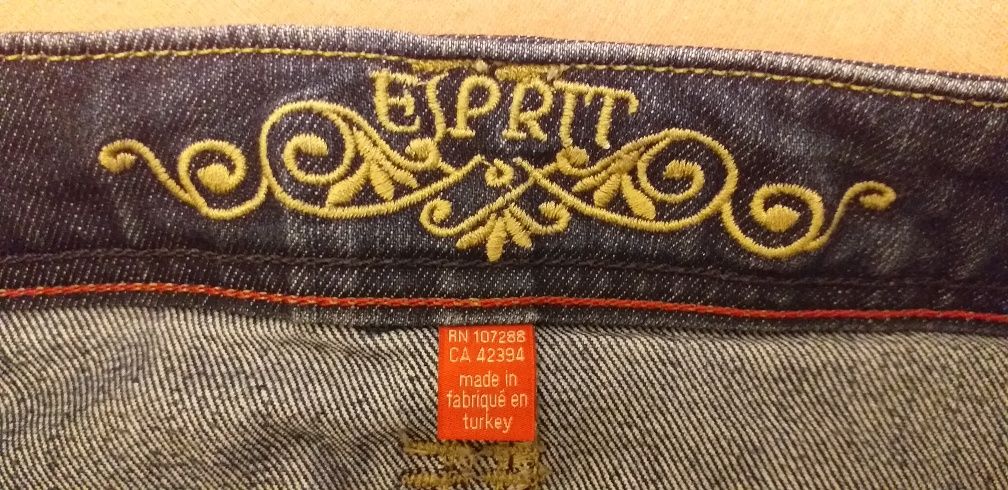 ESPRIT
RN 107288
CA 42394
made in
fabriqué en
turkey